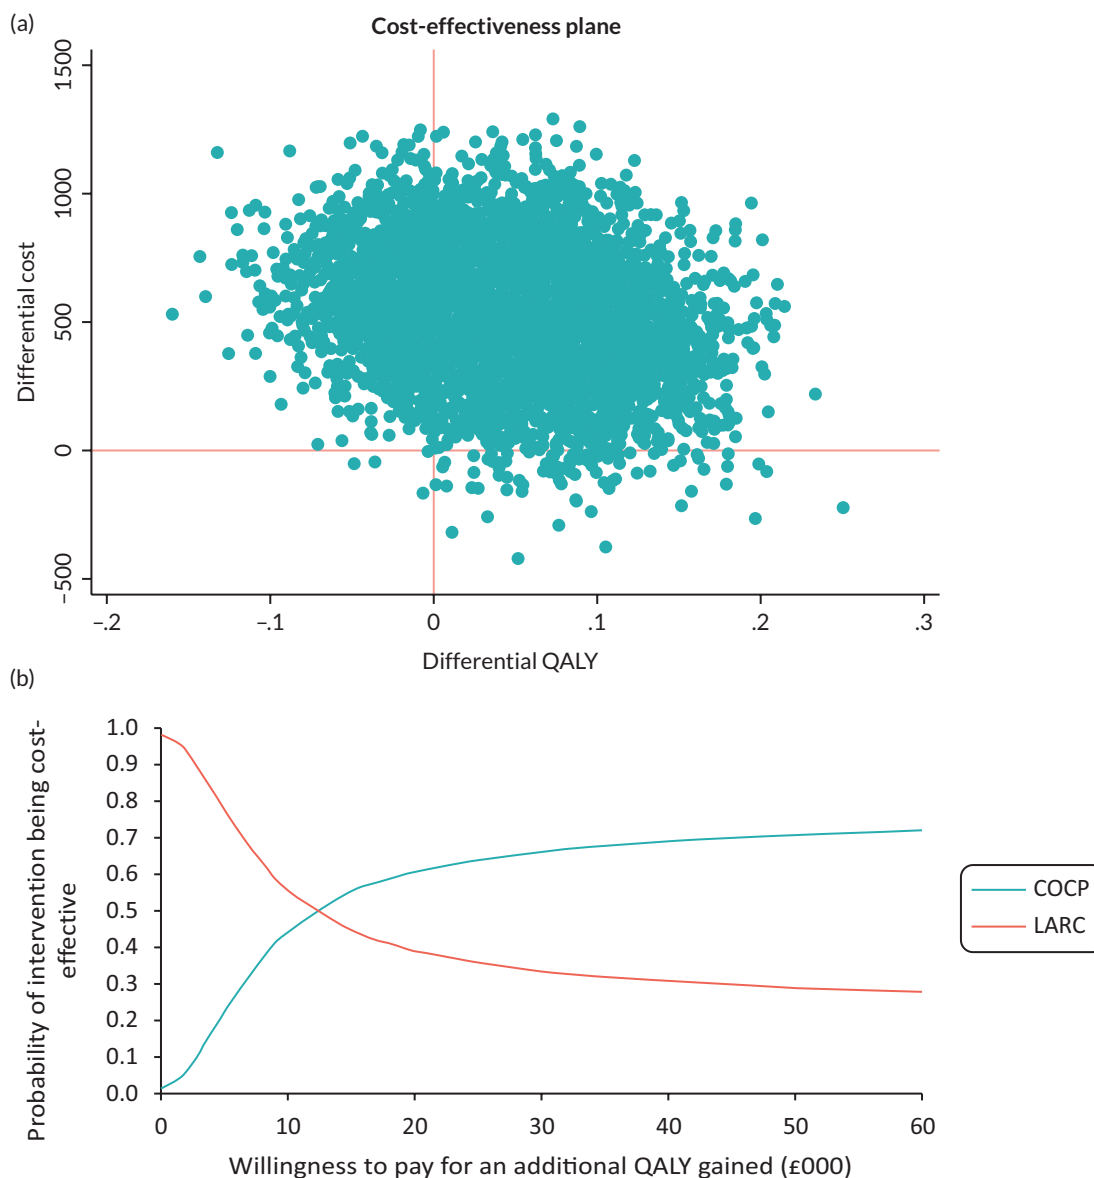 (a)
Cost-effectiveness plane
1500
1000
500
0
–500
Differential cost
–.2
–.1
0
.1
.2
.3
Differential QALY
(b)
Probability of intervention being cost-
effective
1.0
0.9
0.8
0.7
0.6
0.5
0.4
0.3
0.2
0.1
0.0
0
10
20
30
40
50
60
Willingness to pay for an additional QALY gained (£000)
COCP
LARC